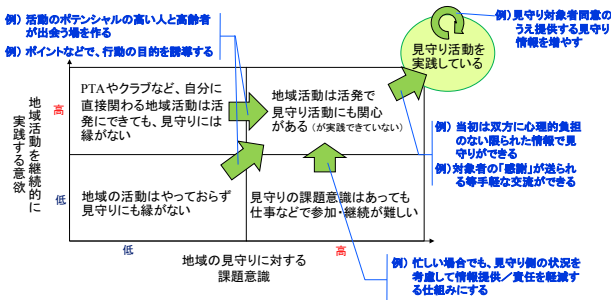 例）活動のポテンシャルの高い人と高齢者
が出会う場を作る
例）ポイントなどで、行動の目的を誘導する
例）見守り対象者同意の
うえ提供する見守り
情報を増やす
見守り活動を
実践している
地域活動を継続的に
実践する意欲
高
PTAやクラブなど、自分に
直接関わる地域活動は活
発にできても、見守りには
縁がない
地域活動は活発で
見守り活動にも関心
がある（が実践できていない）
例）当初は双方に心理的負担
のない限られた情報で見
守りができる
例）対象者の「感謝」が送られ
る等手軽な交流ができる
低
地域の活動はやっておらず
見守りにも縁がない
見守りの課題意識はあっても
仕事などで参加・継続が難しい
低
高
地域の見守りに対する
課題意識
例）忙しい場合でも、見守り側の状況を
考慮して情報提供／責任を軽減す
る仕組みにする